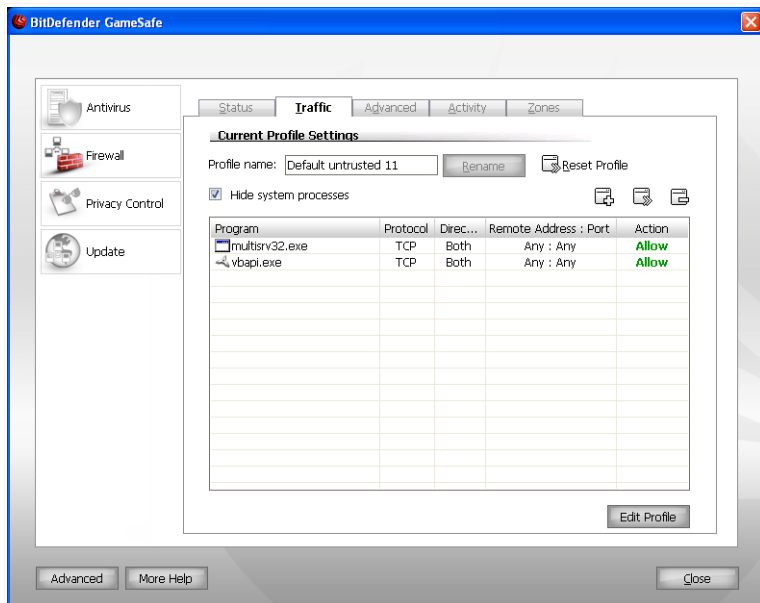 BitDefender GameSafe
Antivirus
Firewall
Privacy Control
Update
Status Traffic Advanced Activity Zones
Current Profile Settings
Profile name: Default untrusted 11 Rename Reset Profile
Hide system processes
Program Protocol Direc... Remote Address : Port Action
multisrv32.exe TCP Both Any : Any Allow
vbapi.exe TCP Both Any : Any Allow
Edit Profile
Advanced More Help Close